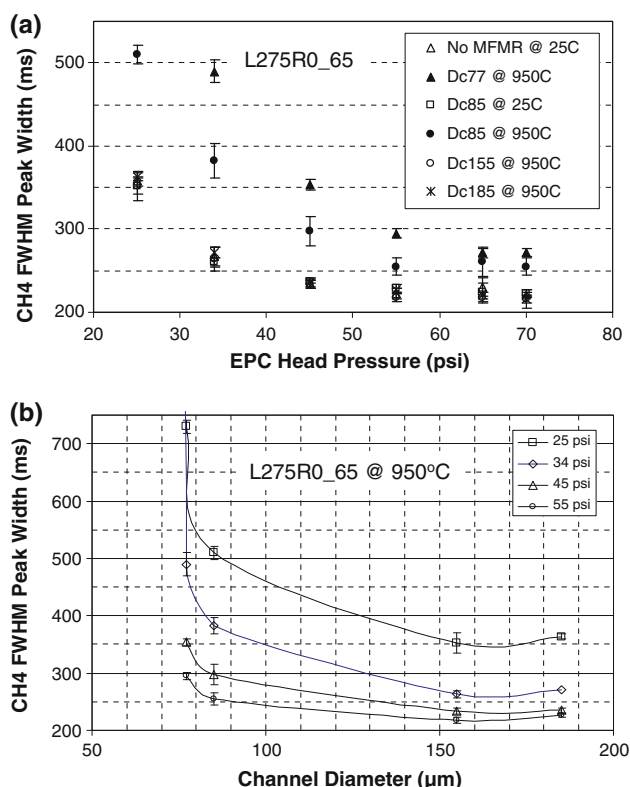 (a)
L275R0_65
No MFMR @ 25C
Dc77 @ 950C
Dc85 @ 25C
Dc85 @ 950C
Dc155 @ 950C
Dc185 @ 950C
CH4 FWHM Peak Width (ms)
500
400
300
200
20 30 40 50 60 70 80
EPC Head Pressure (psi)
(b)
L275R0_65 @ 950ºC
25 psi
34 psi
45 psi
55 psi
CH4 FWHM Peak Width (ms)
700
600
500
400
300
200
50 100 150 200
Channel Diameter (µm)